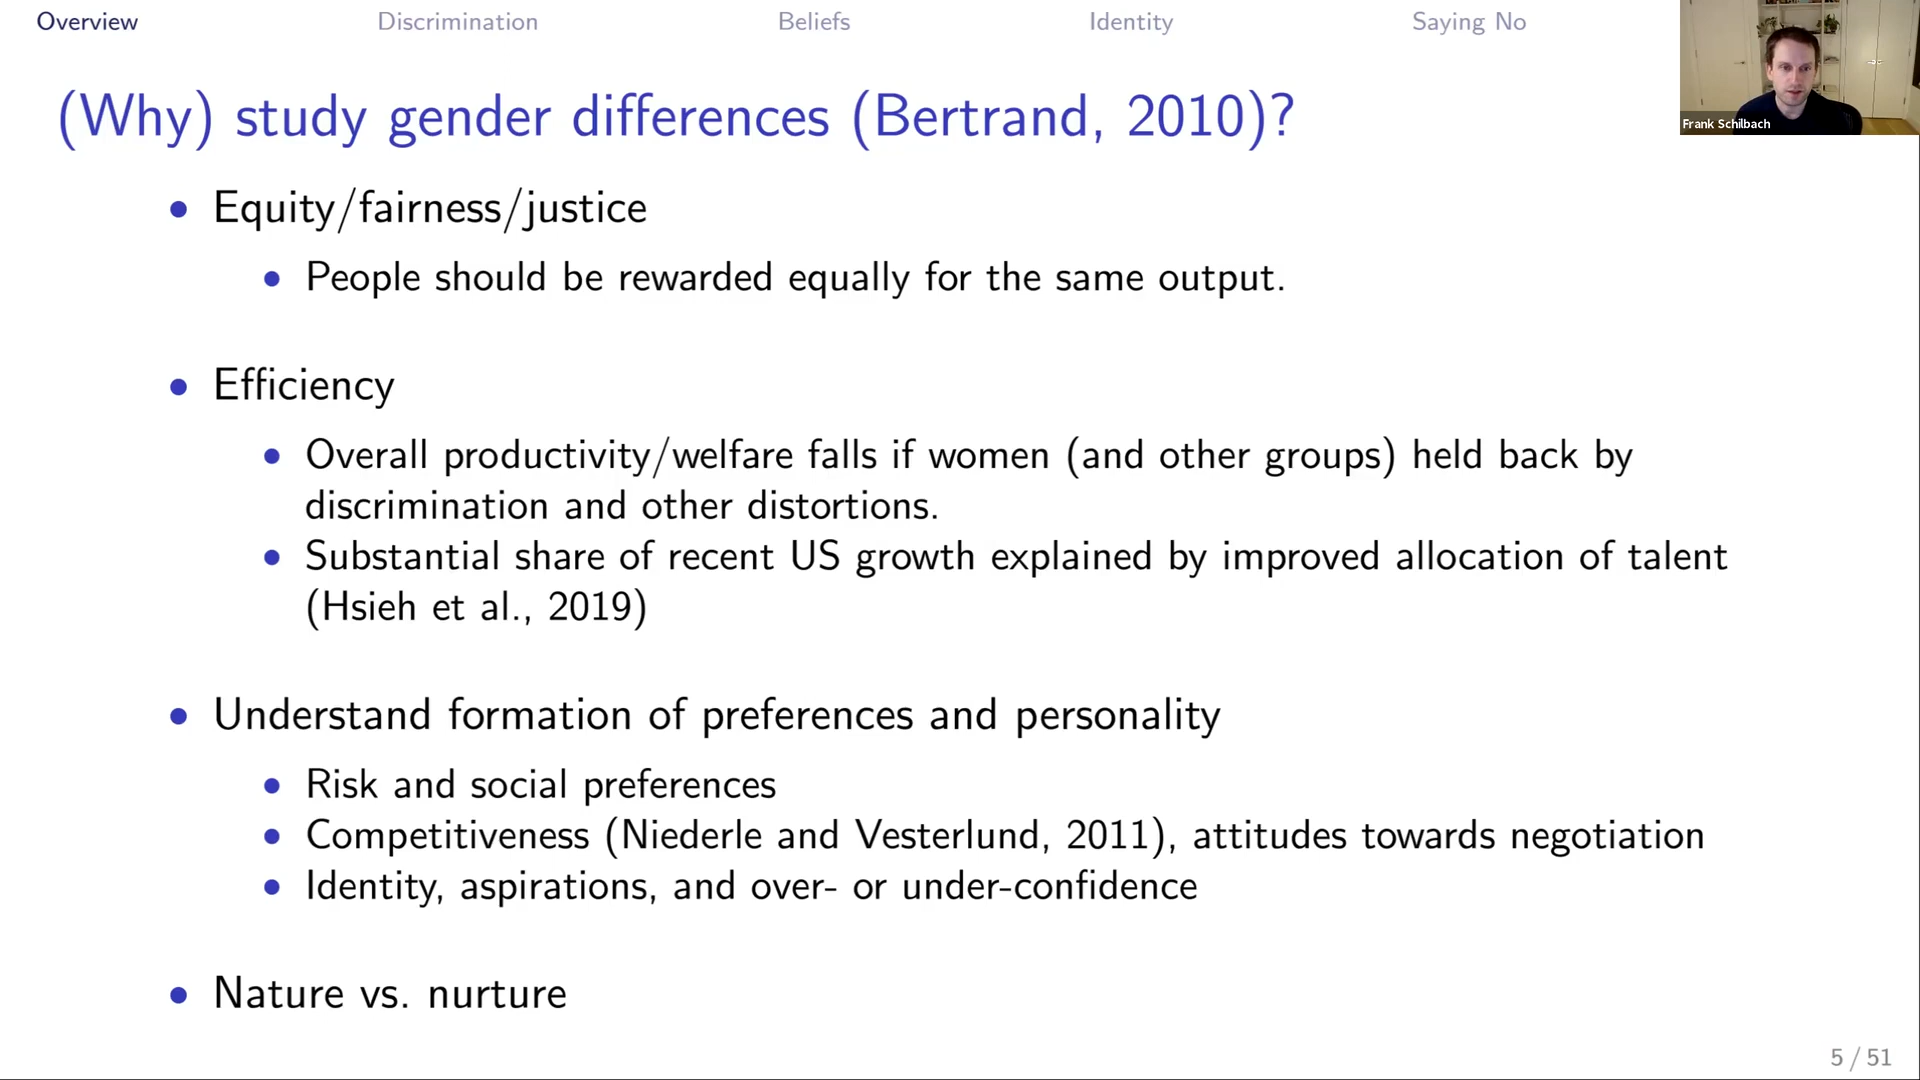 Overview Discrimination Beliefs Identity Saying No
Frank Schilbach
(Why) study gender differences (Bertrand, 2010)?
• Equity/fairness/justice
• People should be rewarded equally for the same output.
• Efficiency
• Overall productivity/welfare falls if women (and other groups) held back by
discrimination and other distortions.
• Substantial share of recent US growth explained by improved allocation of talent
(Hsieh et al., 2019)
• Understand formation of preferences and personality
• Risk and social preferences
• Competitiveness (Niederle and Vesterlund, 2011), attitudes towards negotiation
• Identity, aspirations, and over- or under-confidence
• Nature vs. nurture
5 / 51